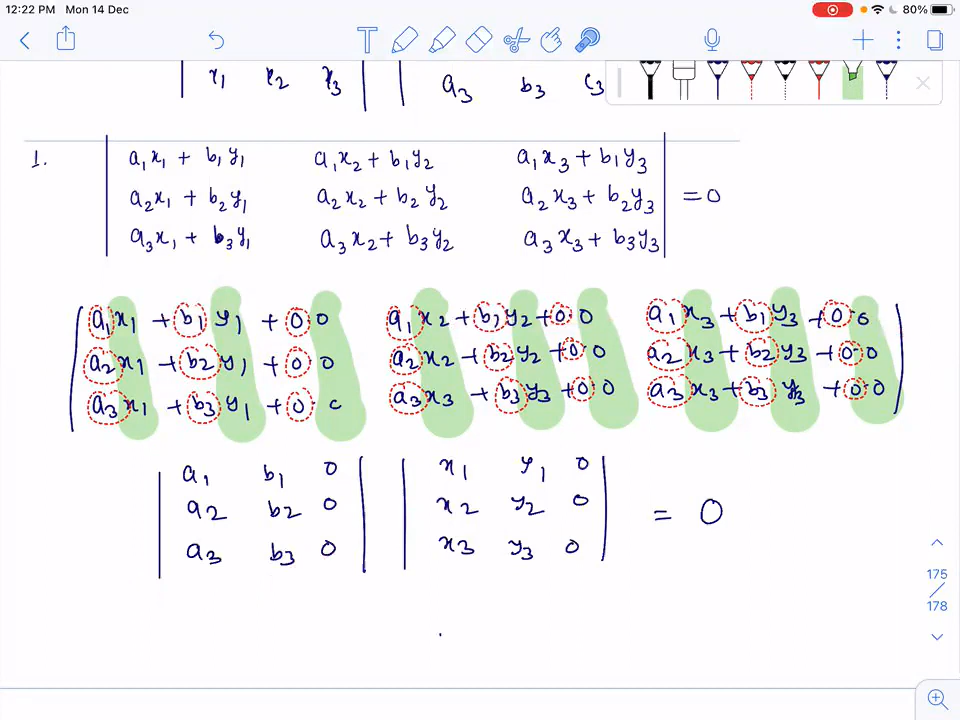 12:22 PM Mon 14 Dec 80%
x₁ x₂ x₃ | | a₃ b₃ c₃
1. | a₁x₁ + b₁y₁ a₁x₂ + b₁y₂ a₁x₃ + b₁y₃ |
| a₂x₁ + b₂y₁ a₂x₂ + b₂y₂ a₂x₃ + b₂y₃ | = 0
| a₃x₁ + b₃y₁ a₃x₂ + b₃y₂ a₃x₃ + b₃y₃ |
| a₁x₁ + b₁y₁ + 0·0 a₁x₂ + b₁y₂ + 0·0 a₁x₃ + b₁y₃ + 0·0 |
| a₂x₁ + b₂y₁ + 0·0 a₂x₂ + b₂y₂ + 0·0 a₂x₃ + b₂y₃ + 0·0 |
| a₃x₁ + b₃y₁ + 0·0 a₃x₃ + b₃y₃ + 0·0 a₃x₃ + b₃y₃ + 0·0 |
| a₁ b₁ 0 | | x₁ y₁ 0 |
| a₂ b₂ 0 | | x₂ y₂ 0 | = 0
| a₃ b₃ 0 | | x₃ y₃ 0 |
175
/
178